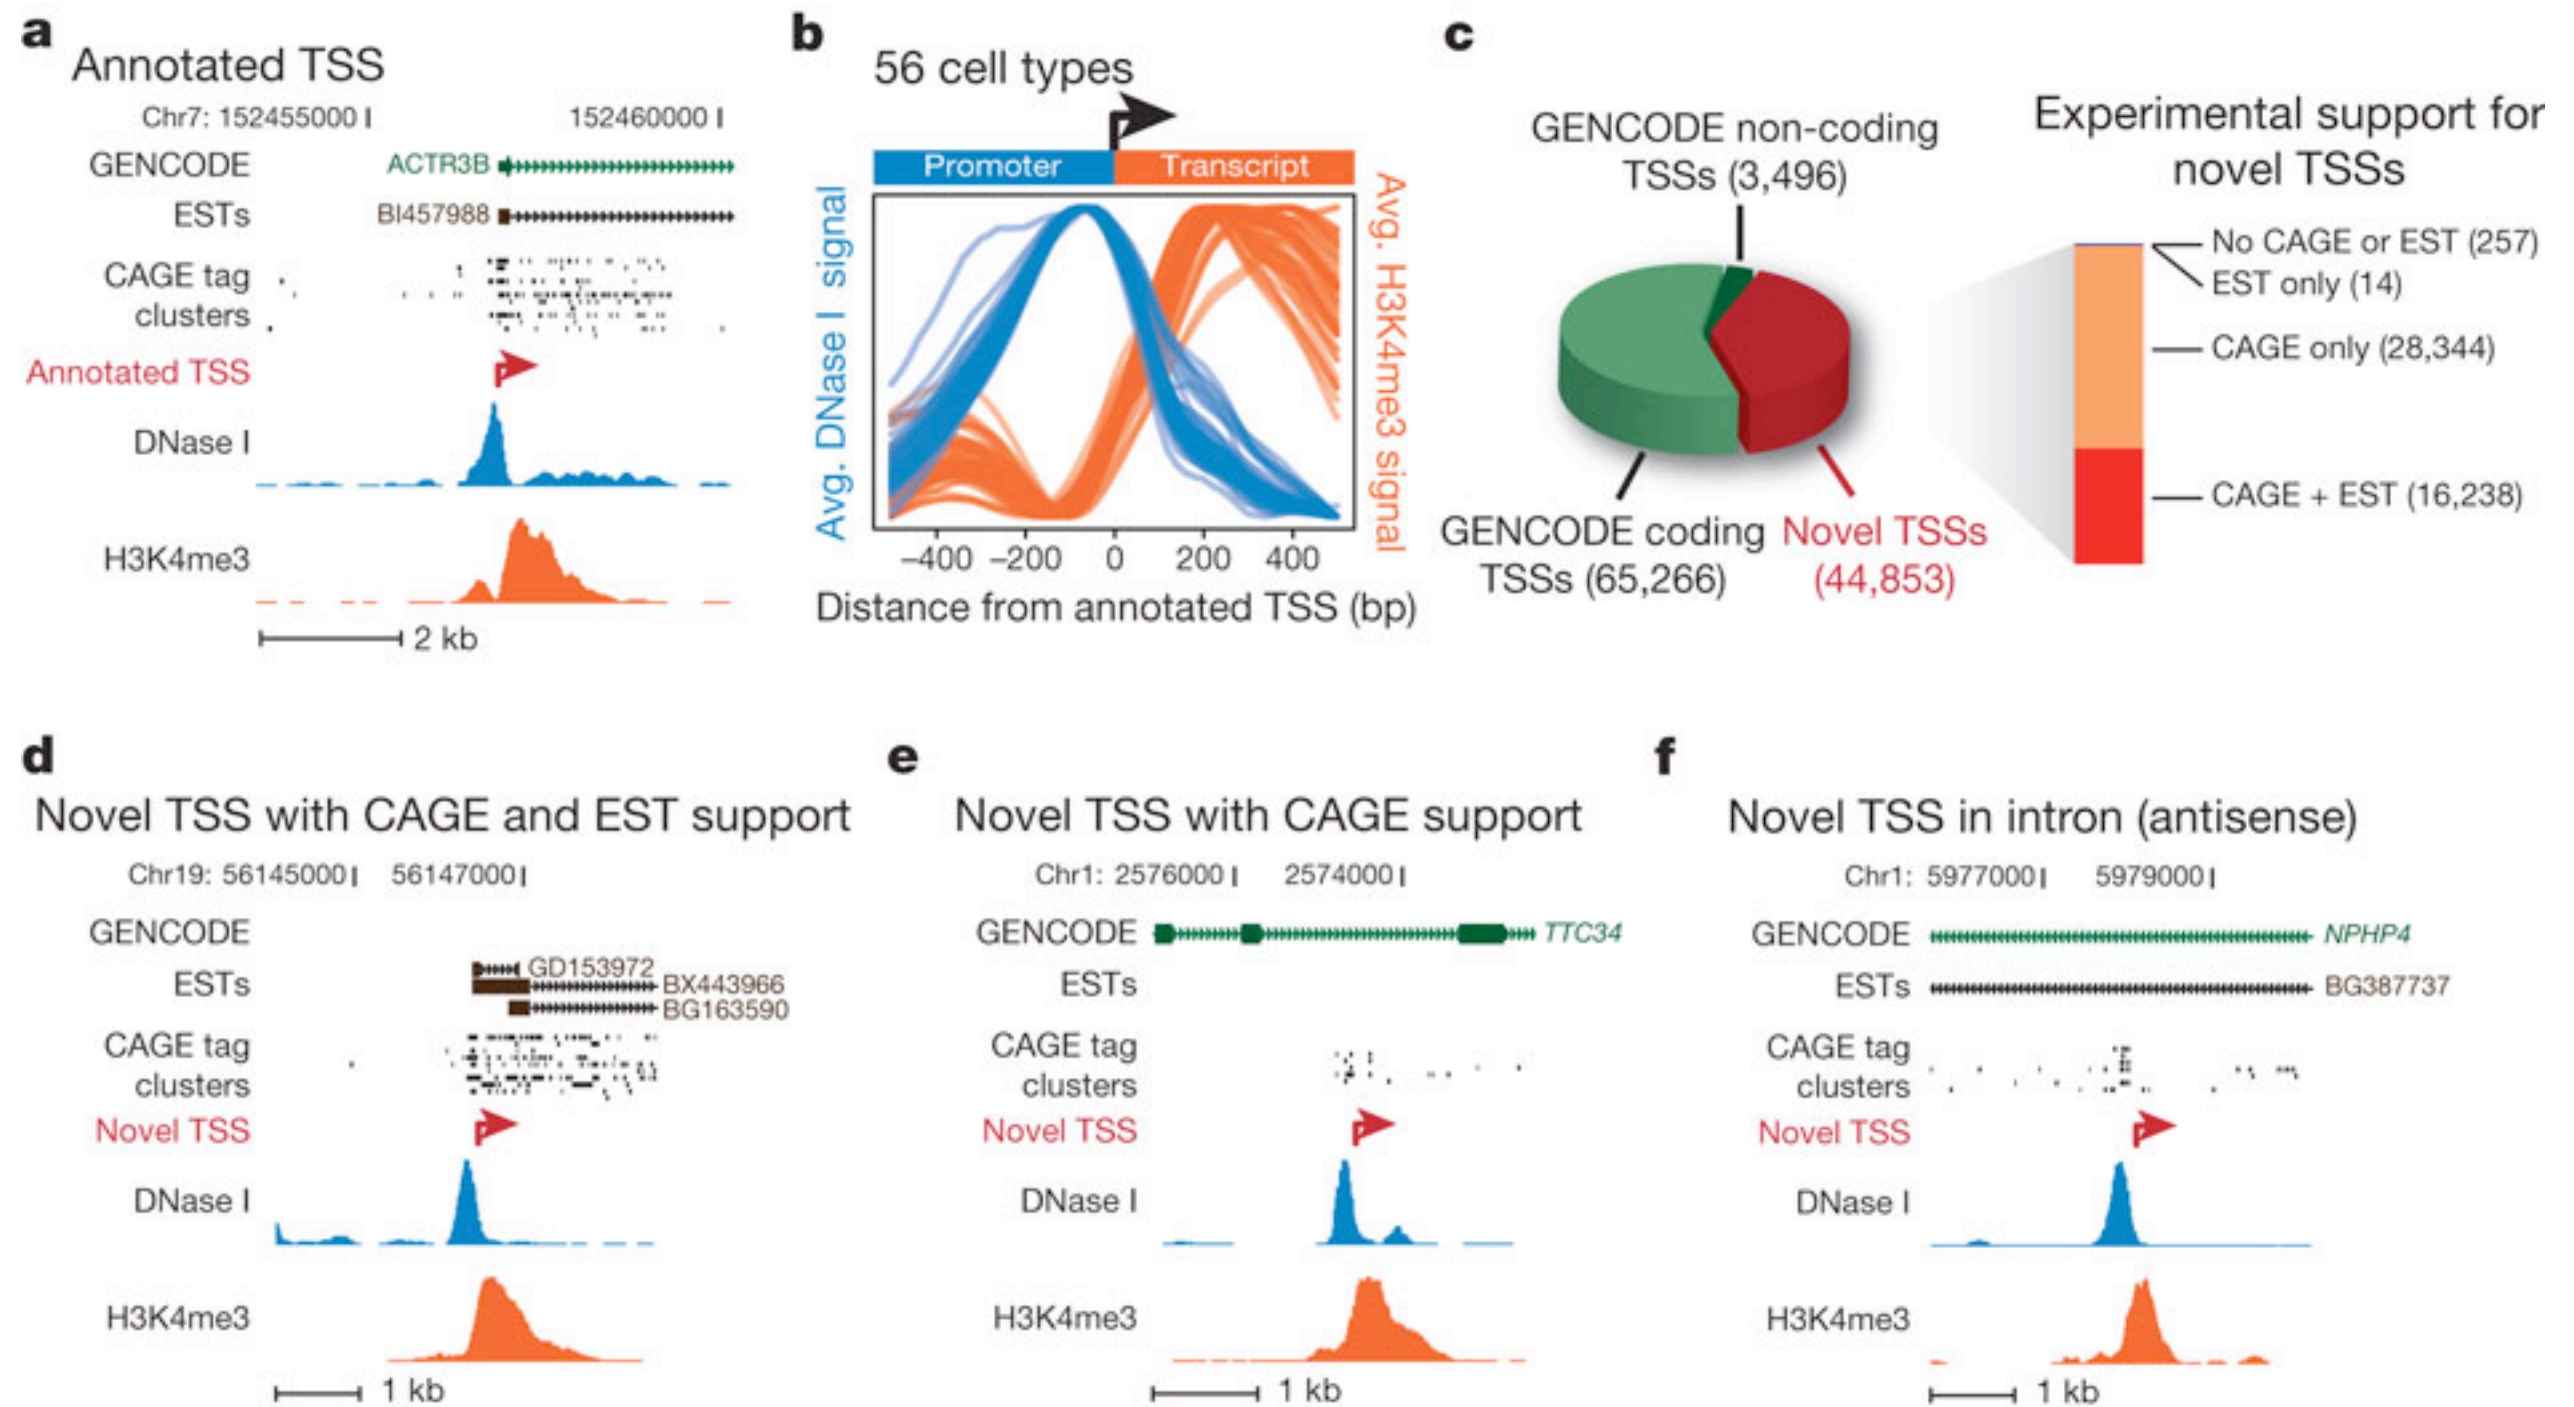 a
Annotated TSS
Chr7: 152455000 152460000
GENCODE ACTR3B
ESTs BI457988
CAGE tag
clusters
Annotated TSS
DNase I
H3K4me3
2 kb
b
56 cell types
Promoter Transcript
Avg. DNase I signal
Avg. H3K4me3 signal
−400 −200 0 200 400
Distance from annotated TSS (bp)
c
GENCODE non-coding
TSSs (3,496)
GENCODE coding
TSSs (65,266)
Novel TSSs
(44,853)
Experimental support for
novel TSSs
No CAGE or EST (257)
EST only (14)
CAGE only (28,344)
CAGE + EST (16,238)
d
Novel TSS with CAGE and EST support
Chr19: 56145000 56147000
GENCODE
GD153972
ESTs BX443966
BG163590
CAGE tag
clusters
Novel TSS
DNase I
H3K4me3
1 kb
e
Novel TSS with CAGE support
Chr1: 2576000 2574000
GENCODE TTC34
ESTs
CAGE tag
clusters
Novel TSS
DNase I
H3K4me3
1 kb
f
Novel TSS in intron (antisense)
Chr1: 5977000 5979000
GENCODE NPHP4
ESTs BG387737
CAGE tag
clusters
Novel TSS
DNase I
H3K4me3
1 kb